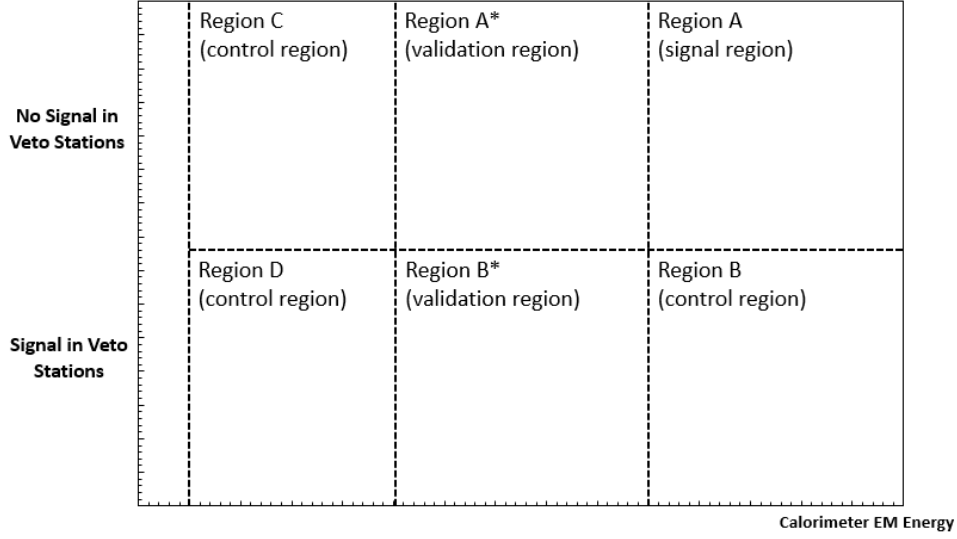 Region C
(control region)
Region A*
(validation region)
Region A
(signal region)
No Signal in
Veto Stations
Region D
(control region)
Region B*
(validation region)
Region B
(control region)
Signal in Veto
Stations
Calorimeter EM Energy